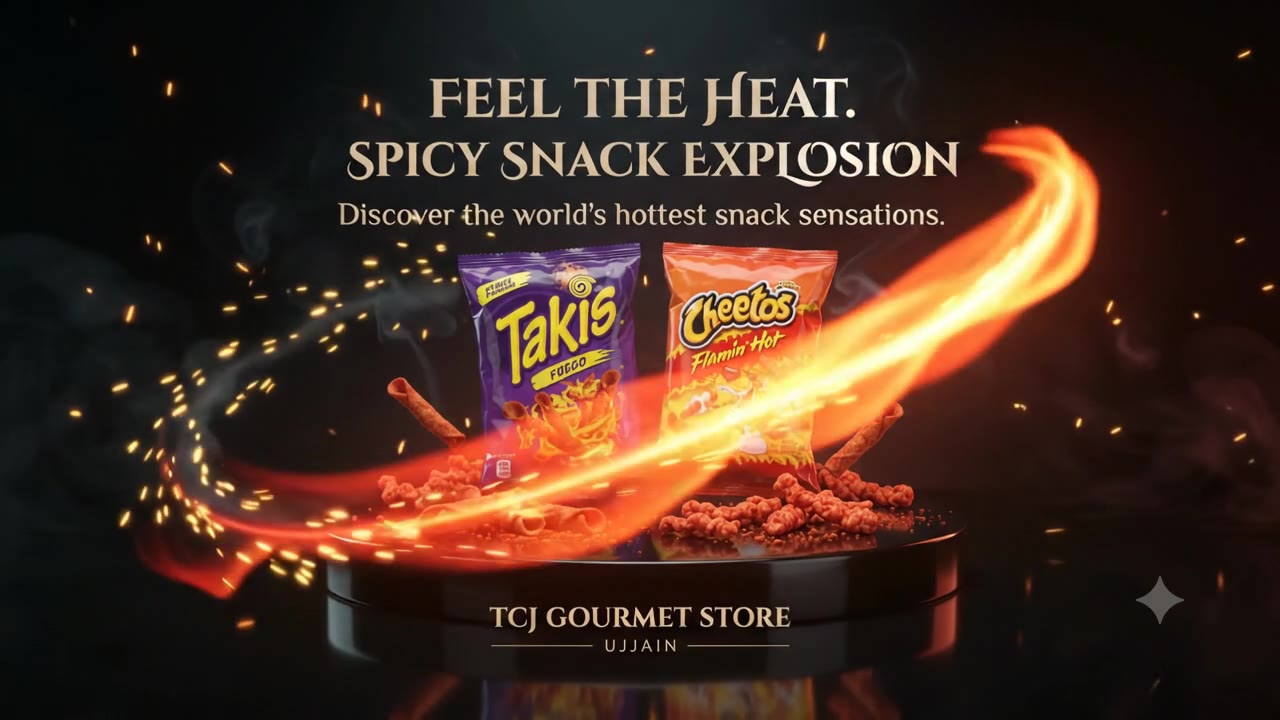 FEEL THE HEAT.
SPICY SNACK EXPLOSION
Discover the world's hottest snack sensations.
Takis
FUEGO
Cheetos
Flamin' Hot
TCJ GOURMET STORE
UJJAIN